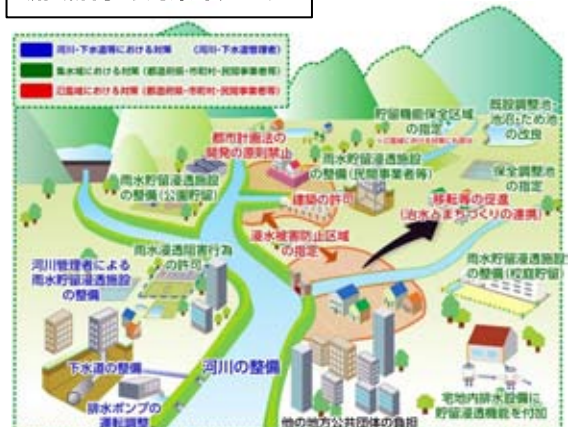 河川・下水道等における対策 (河川・下水道管理者)
集水域における対策 (都道府県・市町村・民間事業者等)
氾濫域における対策 (都道府県・市町村・民間事業者等)
都市計画法の
開発の原則禁止
貯留機能保全区域
の指定
既設調整池
池沼・ため池
の改良
雨水貯留浸透施設
の整備(公園貯留)
雨水貯留浸透施設
の整備(民間事業者等)
保全調整池
の指定
建築の許可
移転等の促進
(治水とまちづくりの連携)
浸水被害防止区域
の指定
雨水浸透阻害行為
の許可
河川管理者による
雨水貯留浸透施設
の整備
雨水貯留浸透施設
の整備(校庭貯留)
下水道の整備
河川の整備
排水ポンプの
運転調整
他の地方公共団体の負担
宅地内排水設備に
貯留浸透機能を付加